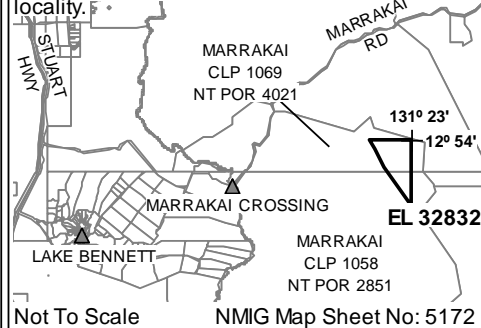 locality.
STUART
HWY
MARRAKAI
RD
MARRAKAI
CLP 1069
NT POR 4021
131º 23'
12º 54'
MARRAKAI CROSSING
EL 32832
LAKE BENNETT
MARRAKAI
CLP 1058
NT POR 2851
Not To Scale
NMIG Map Sheet No: 5172